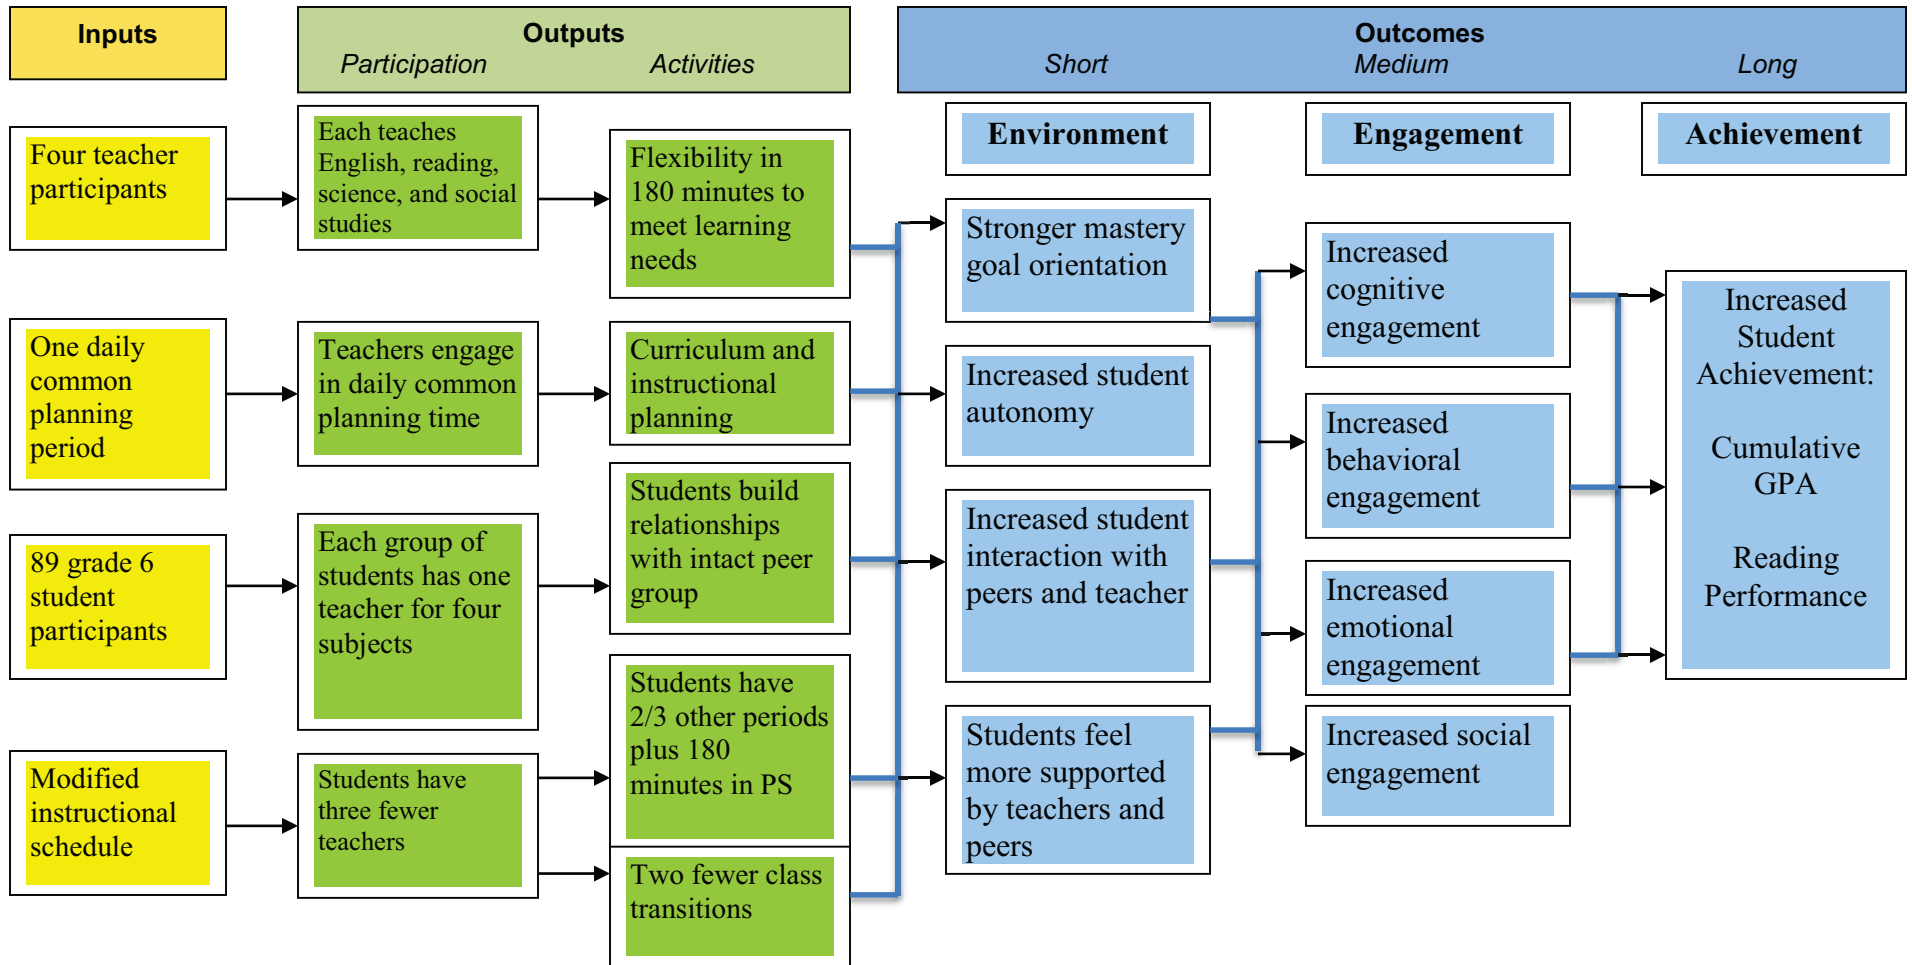 Inputs
Outputs
Participation
Activities
Outcomes
Short
Medium
Long
Environment
Engagement
Achievement
Four teacher
participants
One daily
common
planning
period
89 grade 6
student
participants
Modified
instructional
schedule
Each teaches
English, reading,
science, and social
studies
Teachers engage
in daily common
planning time
Each group of
students has one
teacher for four
subjects
Students have
three fewer
teachers
Flexibility in
180 minutes to
meet learning
needs
Curriculum and
instructional
planning
Students build
relationships
with intact peer
group
Students have
2/3 other periods
plus 180
minutes in PS
Two fewer class
transitions
Stronger mastery
goal orientation
Increased student
autonomy
Increased student
interaction with
peers and teacher
Students feel
more supported
by teachers and
peers
Increased
cognitive
engagement
Increased
behavioral
engagement
Increased
emotional
engagement
Increased social
engagement
Increased
Student
Achievement:
Cumulative
GPA
Reading
Performance